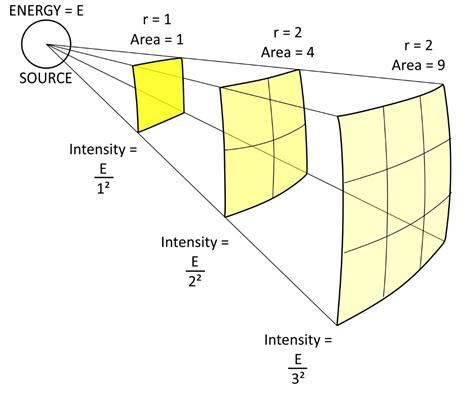 ENERGY = E
SOURCE
r = 1
Area = 1
r = 2
Area = 4
r = 2
Area = 9
Intensity =
E
1²
Intensity =
E
2²
Intensity =
E
3²